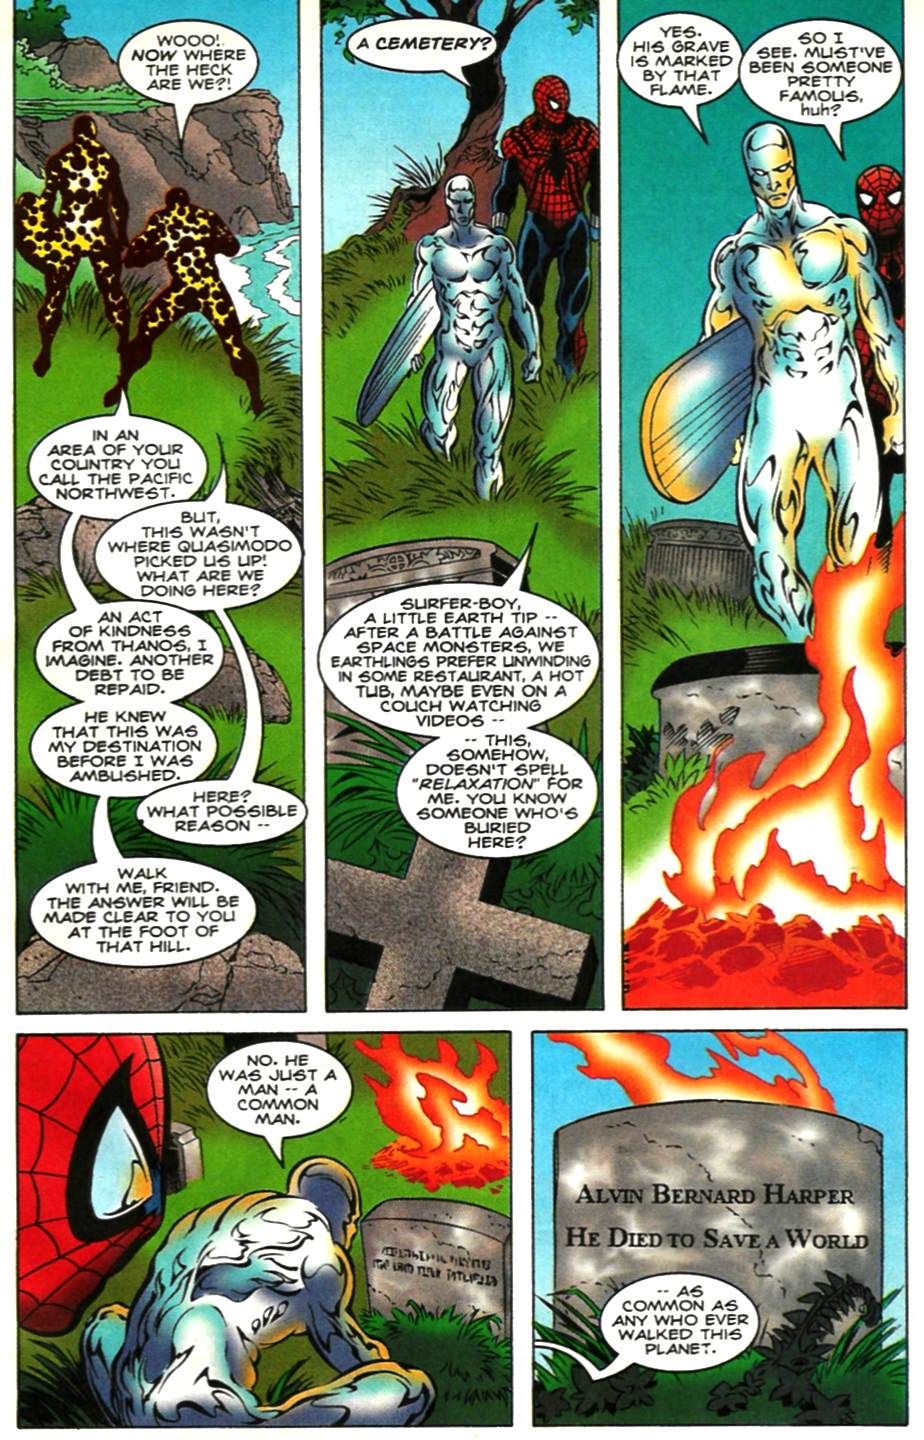 WOOO!
NOW WHERE
THE HECK
ARE WE?!
IN AN
AREA OF YOUR
COUNTRY YOU
CALL THE PACIFIC
NORTHWEST.
BUT,
THIS WASN'T
WHERE QUASIMODO
PICKED US UP!
WHAT ARE WE
DOING HERE?
AN ACT
OF KINDNESS
FROM THANOS, I
IMAGINE. ANOTHER
DEBT TO BE
REPAID.
HE KNEW
THAT THIS WAS
MY DESTINATION
BEFORE I WAS
AMBUSHED.
HERE?
WHAT POSSIBLE
REASON --
WALK
WITH ME, FRIEND.
THE ANSWER WILL BE
MADE CLEAR TO YOU
AT THE FOOT OF
THAT HILL.
A CEMETERY?
SURFER-BOY,
A LITTLE EARTH TIP --
AFTER A BATTLE AGAINST
SPACE MONSTERS, WE
EARTHLINGS PREFER UNWINDING
IN SOME RESTAURANT, A HOT
TUB, MAYBE EVEN ON A
COUCH WATCHING
VIDEOS --
-- THIS,
SOMEHOW,
DOESN'T SPELL
"RELAXATION" FOR
ME. YOU KNOW
SOMEONE WHO'S
BURIED
HERE?
YES.
HIS GRAVE
IS MARKED
BY THAT
FLAME.
SO I
SEE. MUST'VE
BEEN SOMEONE
PRETTY
FAMOUS,
huh?
NO. HE
WAS JUST A
MAN -- A
COMMON
MAN.
ALVIN BERNARD HARPER
HE DIED TO SAVE A WORLD
-- AS
COMMON AS
ANY WHO EVER
WALKED THIS
PLANET.